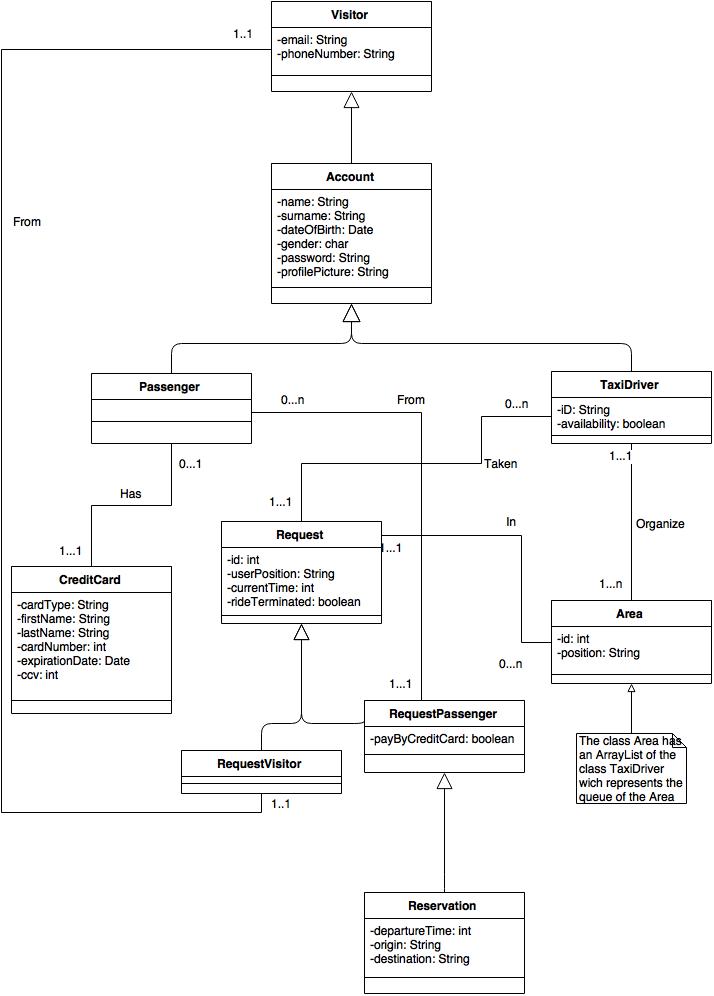 Visitor
1..1
-email: String
-phoneNumber: String
Account
-name: String
-surname: String
-dateOfBirth: Date
-gender: char
-password: String
-profilePicture: String
From
Passenger
TaxiDriver
-iD: String
-availability: boolean
0...n
From
0...n
0...1
Taken
1...1
Has
1...1
Organize
In
1...1
Request
-id: int
-userPosition: String
-currentTime: int
-rideTerminated: boolean
1...1
1...n
CreditCard
-cardType: String
-firstName: String
-lastName: String
-cardNumber: int
-expirationDate: Date
-ccv: int
Area
-id: int
-position: String
0...n
1...1
RequestPassenger
-payByCreditCard: boolean
RequestVisitor
1..1
The class Area has
an ArrayList of the
class TaxiDriver
wich represents the
queue of the Area
Reservation
-departureTime: int
-origin: String
-destination: String